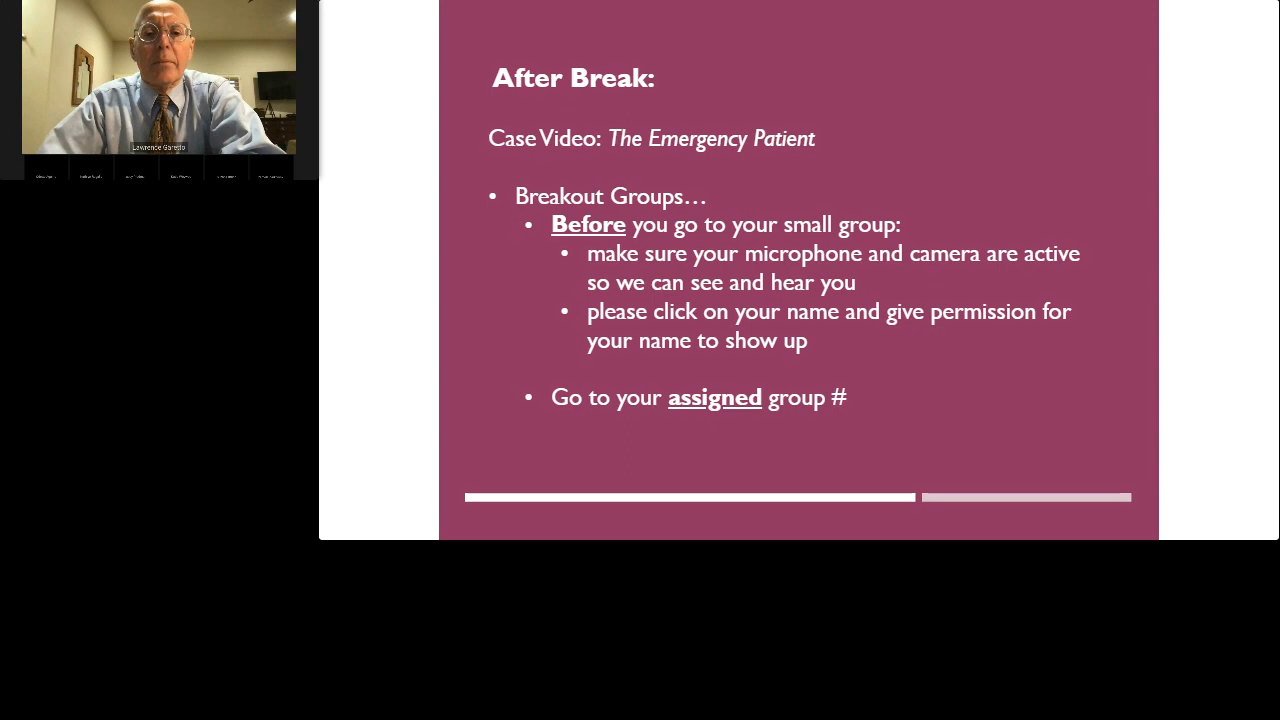 Lawrence Garetto
After Break:
Case Video: The Emergency Patient
• Breakout Groups…
• Before you go to your small group:
• make sure your microphone and camera are active
so we can see and hear you
• please click on your name and give permission for
your name to show up
• Go to your assigned group #